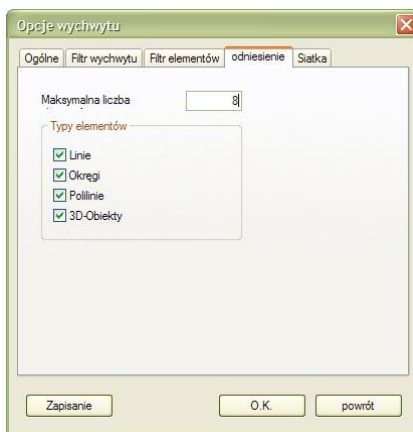 Opcje wychwytu
Ogólne Filtr wychwytu Filtr elementów odniesienie Siatka
Maksymalna liczba 8
Typy elementów
Linie
Okręgi
Polilinie
3D-Obiekty
Zapisanie O.K. powrót